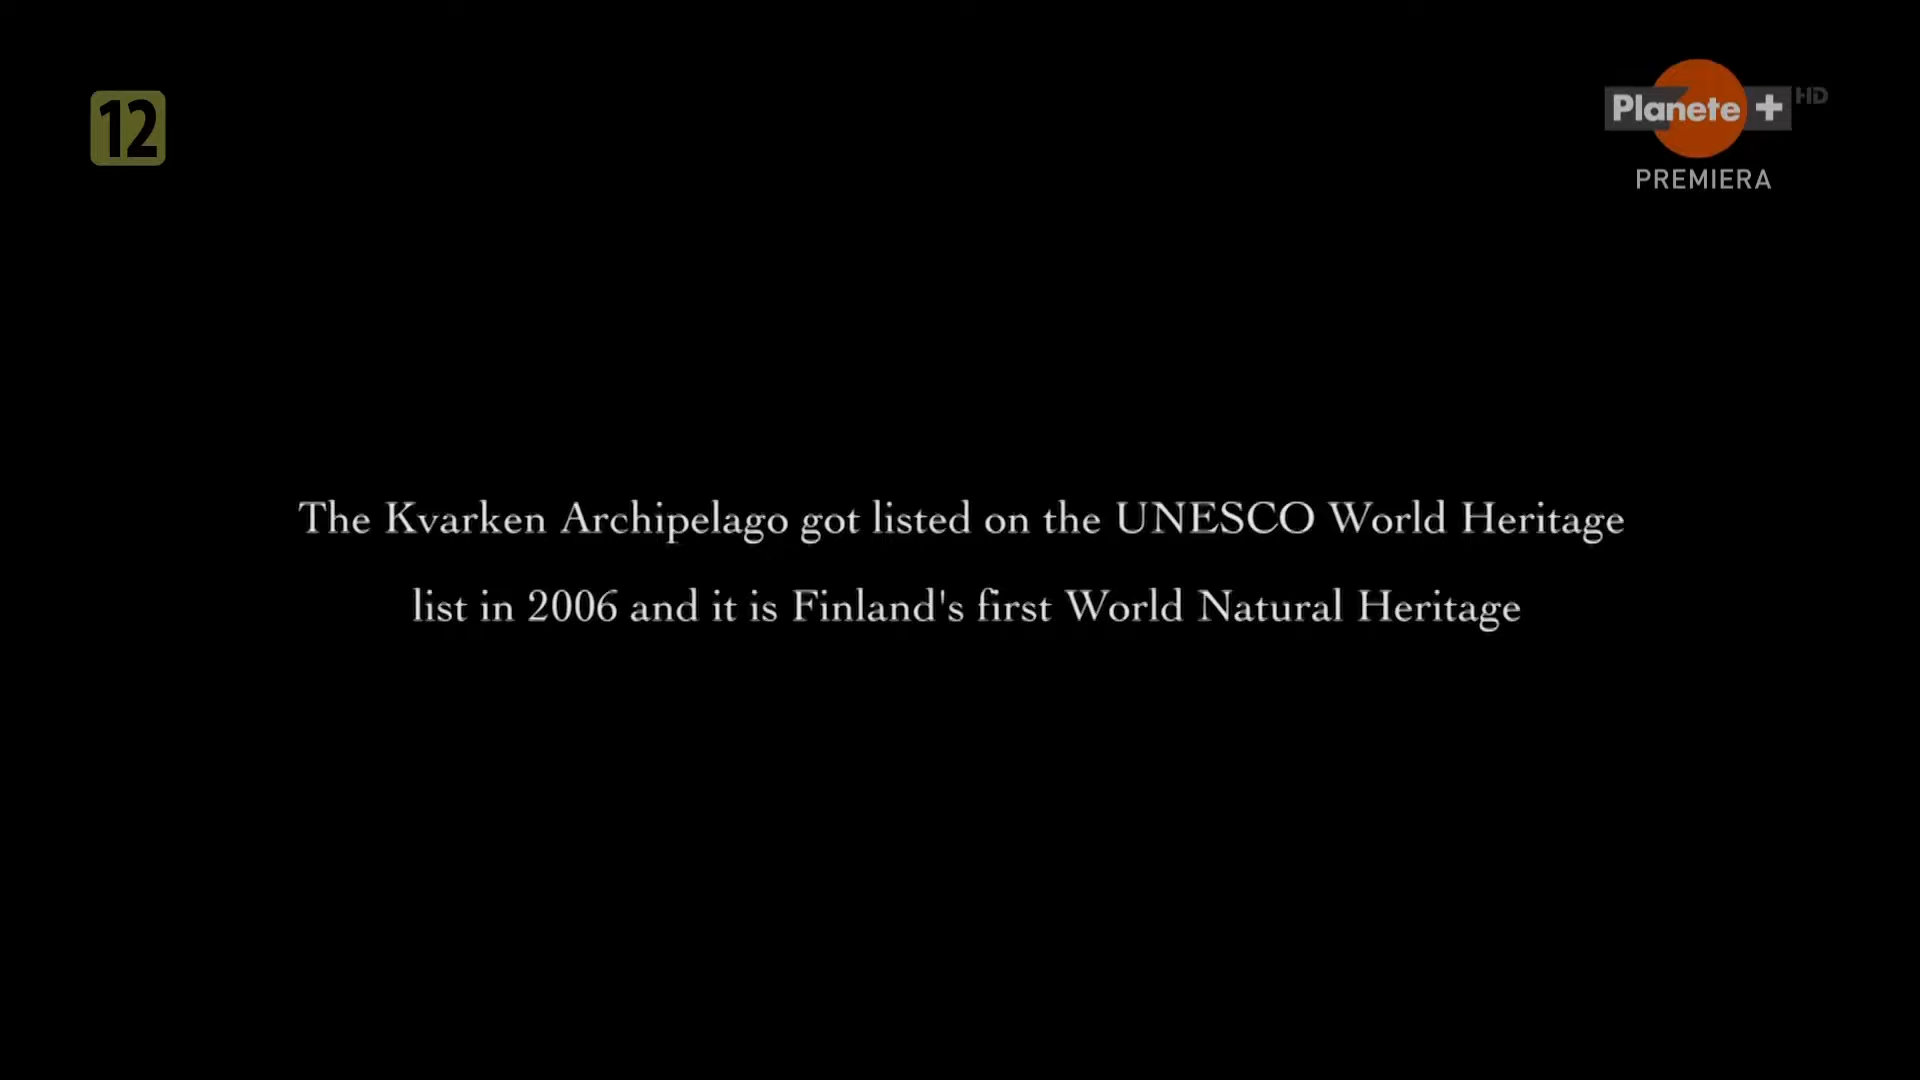 12
Planete + HD
PREMIERA
The Kvarken Archipelago got listed on the UNESCO World Heritage
list in 2006 and it is Finland's first World Natural Heritage